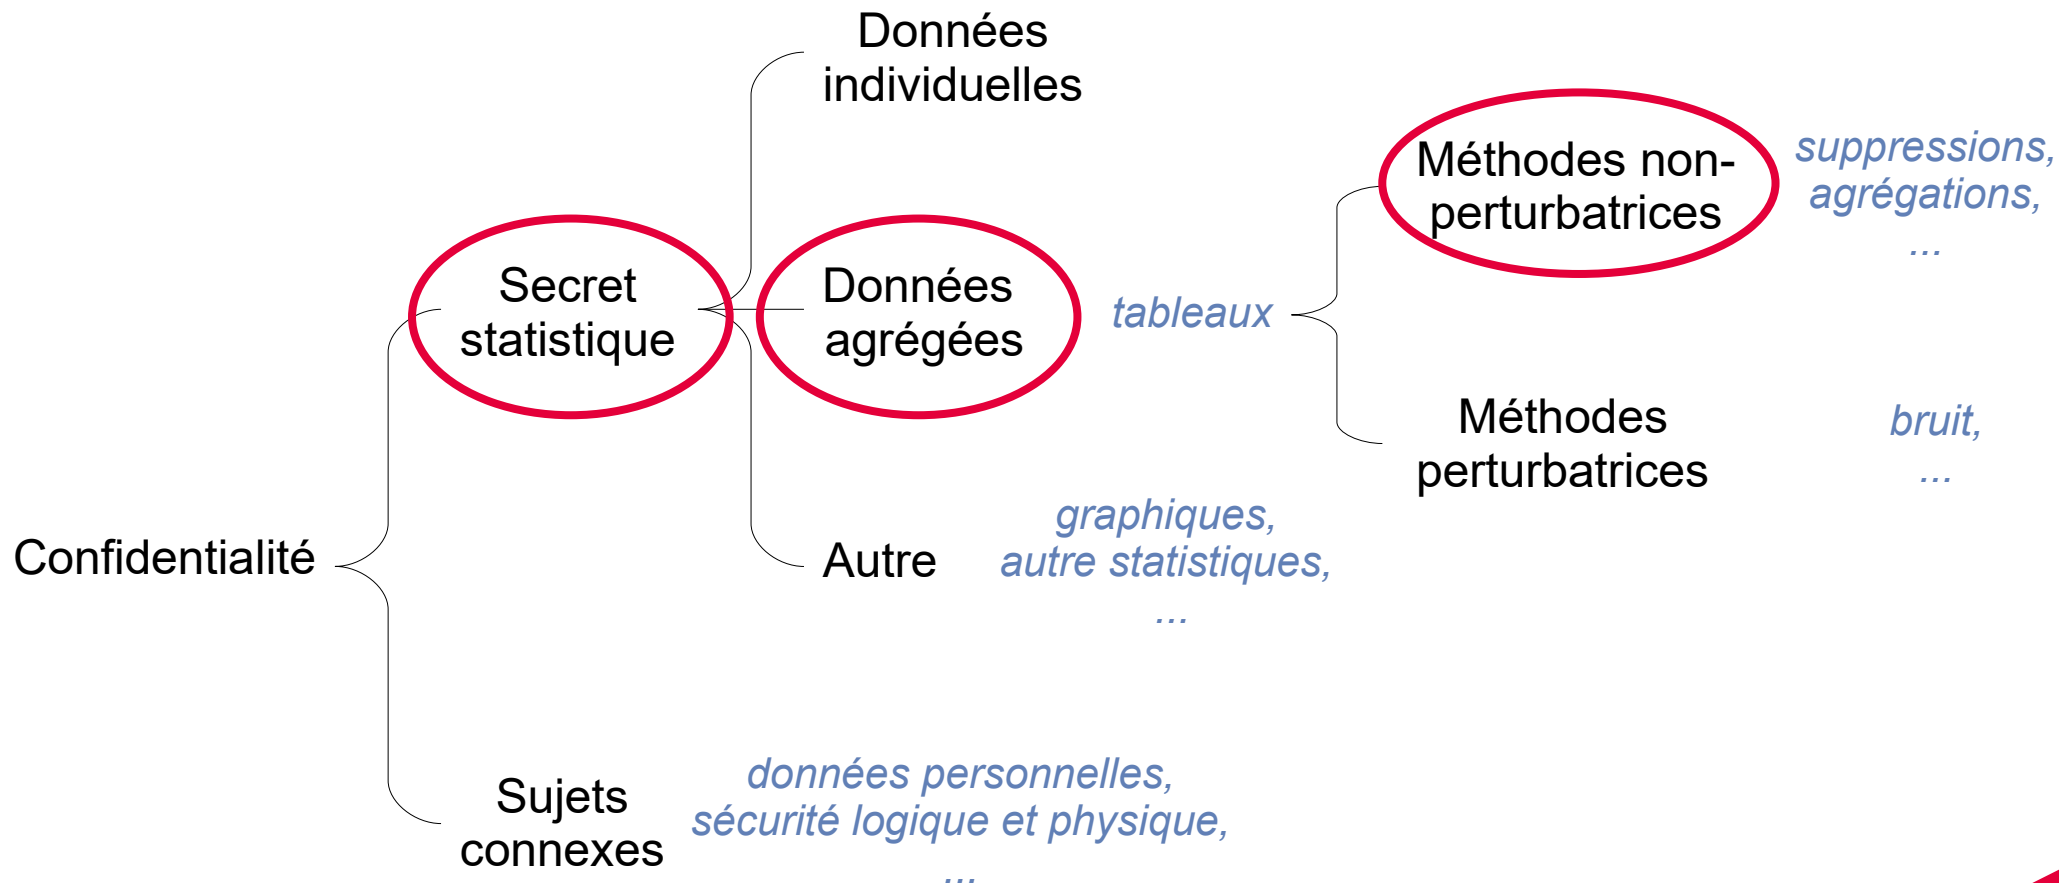 Données
individuelles
Méthodes non-
perturbatrices
suppressions,
agrégations,
...
Secret
statistique
Données
agrégées
tableaux
Méthodes
perturbatrices
bruit,
...
Confidentialité
Autre
graphiques,
autre statistiques,
...
Sujets
connexes
données personnelles,
sécurité logique et physique,
...